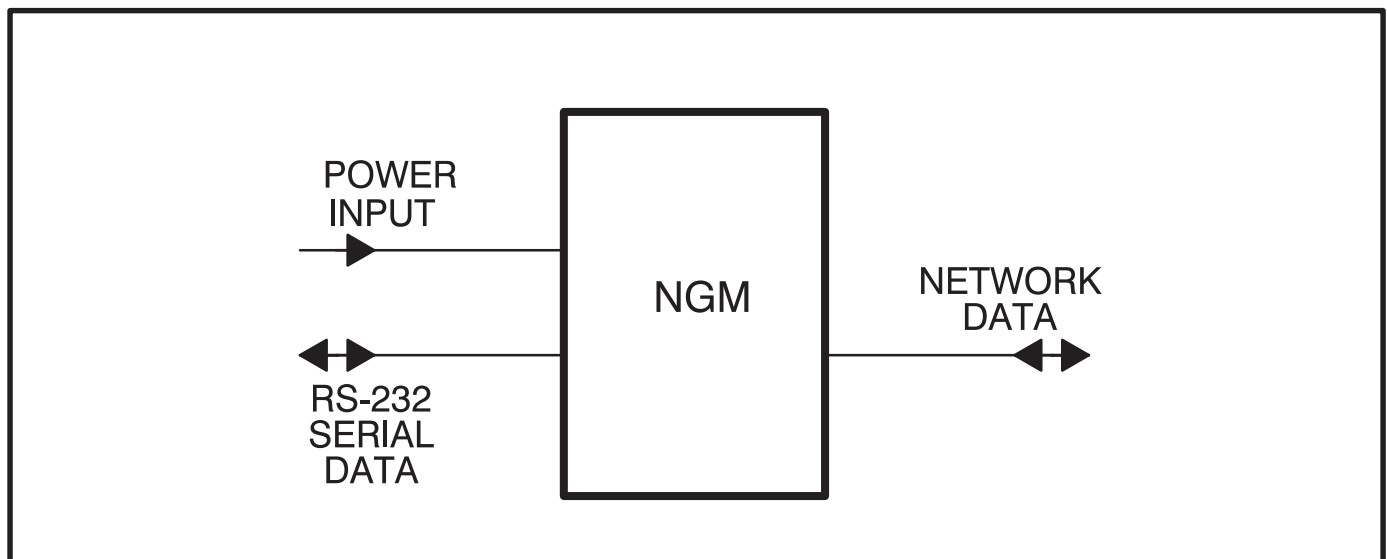 POWER
INPUT
NGM
NETWORK
DATA
RS-232
SERIAL
DATA